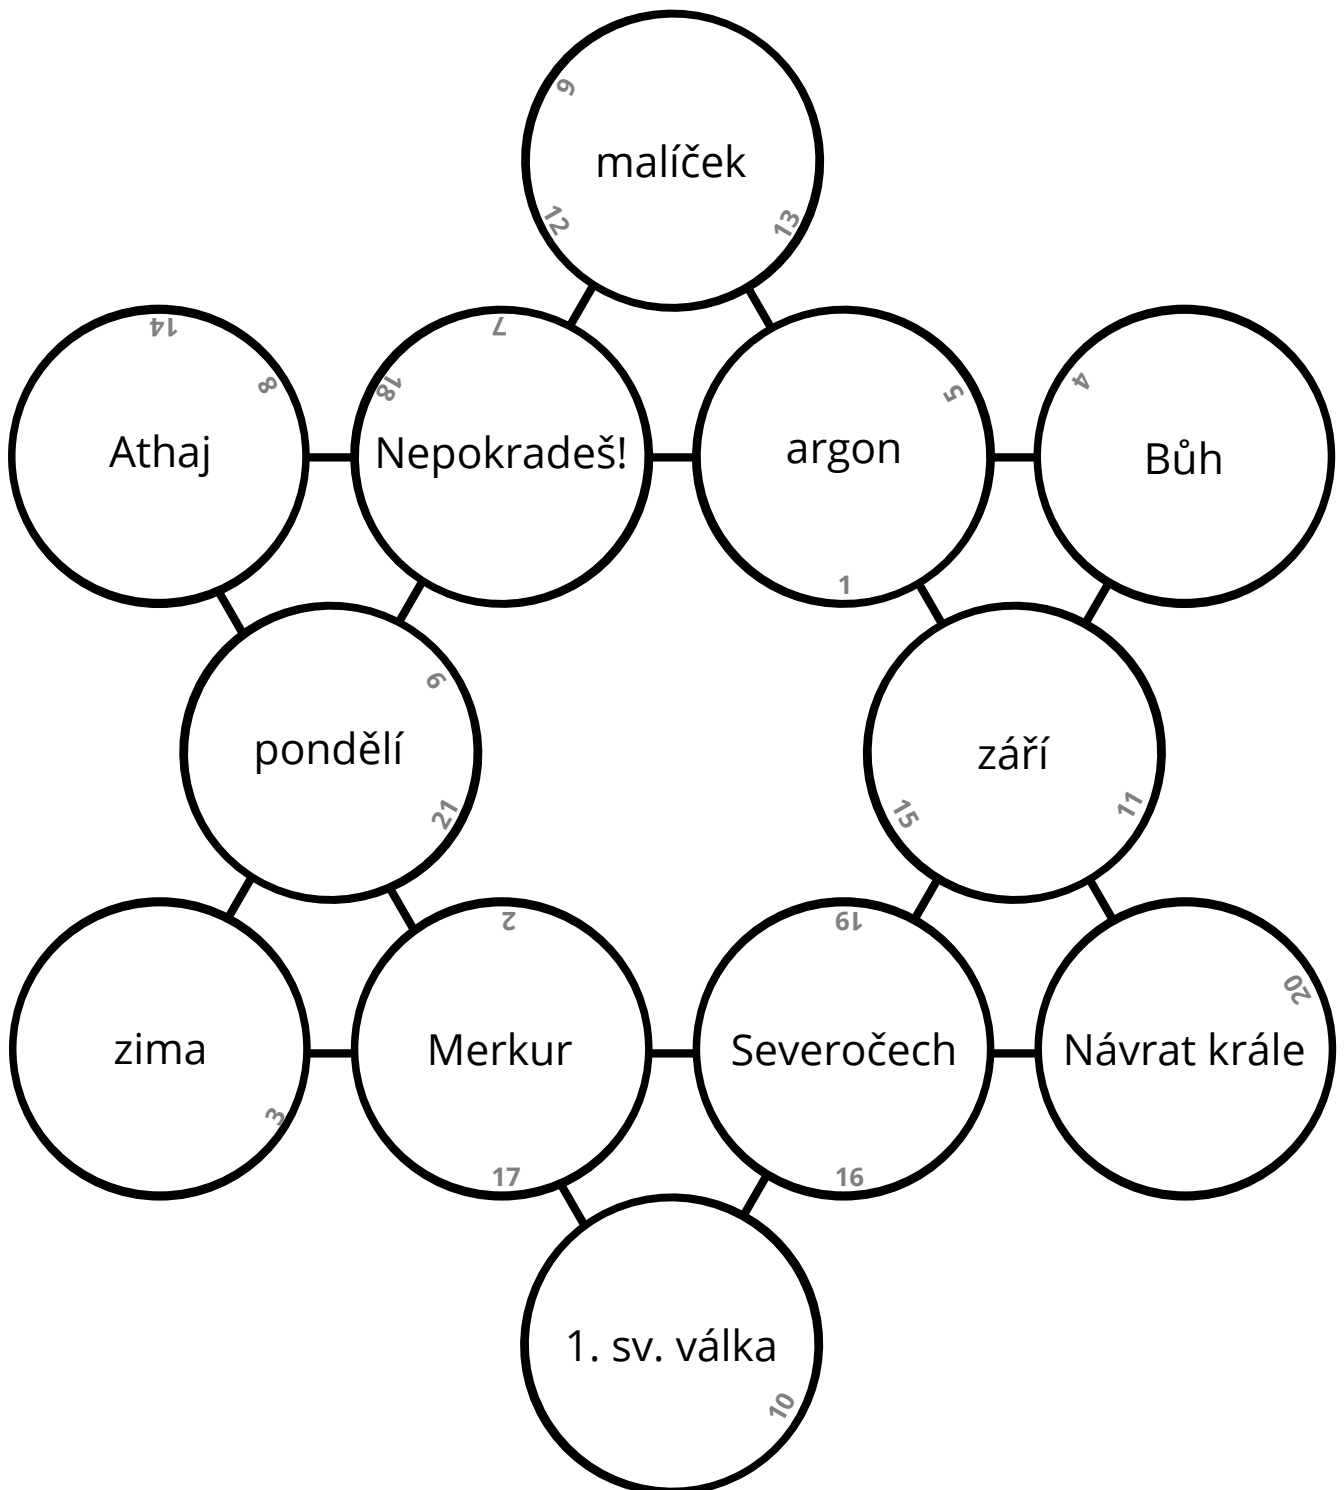 9
malíček
12
13
14
8
Athaj
7
18
Nepokradeš!
5
argon
1
4
Bůh
6
pondělí
21
září
15
11
zima
3
2
Merkur
17
19
Severočech
16
20
Návrat krále
1. sv. válka
10